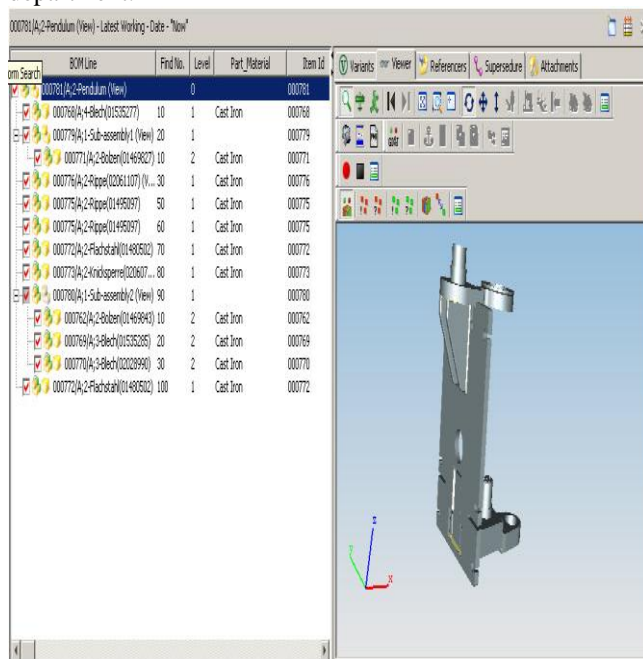 department.
000781/A;2-Pendulum (View) - Latest Working - Date - "Now"
BOM Line Find No. Level Part_Material Item Id
orm Search
000781/A;2-Pendulum (View) 0 000781
000768/A;4-Blech(01535277) 10 1 Cast Iron 000768
000779/A;1-Sub-assembly1 (View) 20 1 000779
000771/A;2-Bolzen(01469827) 10 2 Cast Iron 000771
000776/A;2-Rippe(02061107) (V... 30 1 Cast Iron 000776
000775/A;2-Rippe(01495097) 50 1 Cast Iron 000775
000775/A;2-Rippe(01495097) 60 1 Cast Iron 000775
000772/A;2-Flachstahl(01480502) 70 1 Cast Iron 000772
000773/A;2-Knicksperre(020607... 80 1 Cast Iron 000773
000780/A;1-Sub-assembly2 (View) 90 1 000780
000762/A;2-Bolzen(01469843) 10 2 Cast Iron 000762
000769/A;3-Blech(01535285) 20 2 Cast Iron 000769
000770/A;3-Blech(02028990) 30 2 Cast Iron 000770
000772/A;2-Flachstahl(01480502) 100 1 Cast Iron 000772
Variants Viewer Referencers Supersedure Attachments
z
y
x